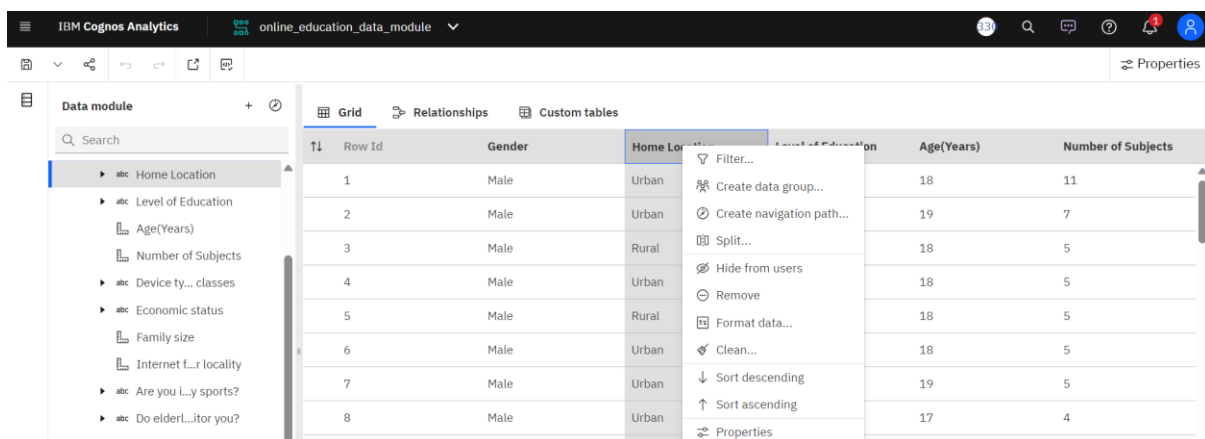 IBM Cognos Analytics online_education_data_module 1
Properties
Data module
Grid Relationships Custom tables
Search
Row Id Gender Age(Years) Number of Subjects
Home Location
Level of Education
Age(Years)
Number of Subjects
Device ty... classes
Economic status
Family size
Internet f...r locality
Are you i...y sports?
Do elderl...itor you?
1 Male Urban 18 11
2 Male Urban 19 7
3 Male Rural 18 5
4 Male Urban 18 5
5 Male Rural 18 5
6 Male Urban 18 5
7 Male Urban 19 5
8 Male Urban 17 4
Filter...
Create data group...
Create navigation path...
Split...
Hide from users
Remove
Format data...
Clean...
Sort descending
Sort ascending
Properties